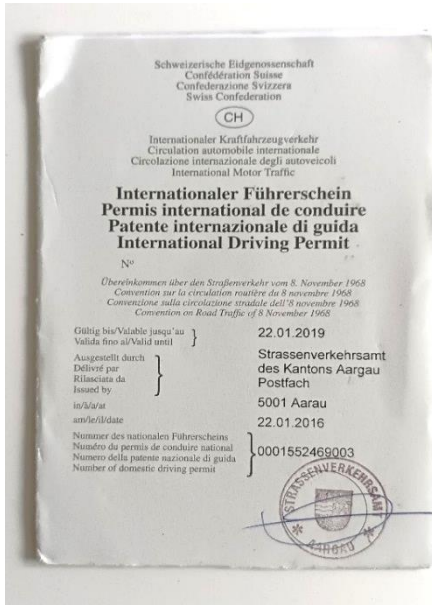 Schweizerische Eidgenossenschaft
Confédération Suisse
Confederazione Svizzera
Swiss Confederation
CH
Internationaler Kraftfahrzeugverkehr
Circulation automobile internationale
Circolazione internazionale degli autoveicoli
International Motor Traffic
Internationaler Führerschein
Permis international de conduire
Patente internazionale di guida
International Driving Permit
No
Übereinkommen über den Straßenverkehr vom 8. November 1968
Convention sur la circulation routière du 8 novembre 1968
Convenzione sulla circolazione stradale dell'8 novembre 1968
Convention on Road Traffic of 8 November 1968
Gültig bis/Valable jusqu'au
Valida fino al/Valid until
22.01.2019
Ausgestellt durch
Délivré par
Rilasciata da
Issued by
Strassenverkehrsamt
des Kantons Aargau
Postfach
in/à/a/at
5001 Aarau
am/le/il/date
22.01.2016
Nummer des nationalen Führerscheins
Numéro du permis de conduire national
Numero della patente nazionale di guida
Number of domestic driving permit
0001552469003
STRASSENVERKEHRSAMT
AARGAU